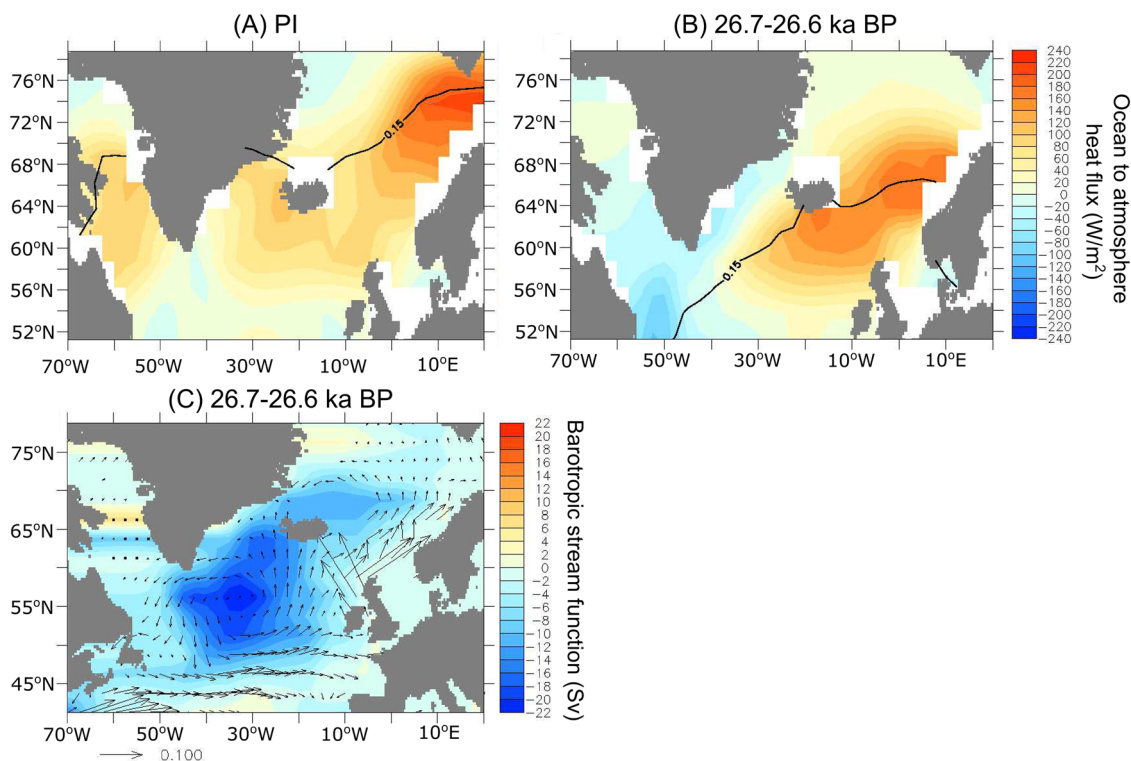 (A) PI
(B) 26.7-26.6 ka BP
76°N
72°N
68°N
64°N
60°N
56°N
52°N
70°W
50°W
30°W
10°W
10°E
0.15
76°N
72°N
68°N
64°N
60°N
56°N
52°N
70°W
50°W
30°W
10°W
10°E
0.15
240
220
200
180
160
140
120
100
80
60
40
20
0
−20
−40
−60
−80
−100
−120
−140
−160
−180
−200
−220
−240
Ocean to atmosphere
heat flux (W/m²)
(C) 26.7-26.6 ka BP
75°N
65°N
55°N
45°N
70°W
50°W
30°W
10°W
10°E
0.100
22
18
16
14
12
10
8
6
4
2
0
−2
−4
−6
−8
−10
−12
−14
−16
−18
−20
−22
Barotropic stream function (Sv)